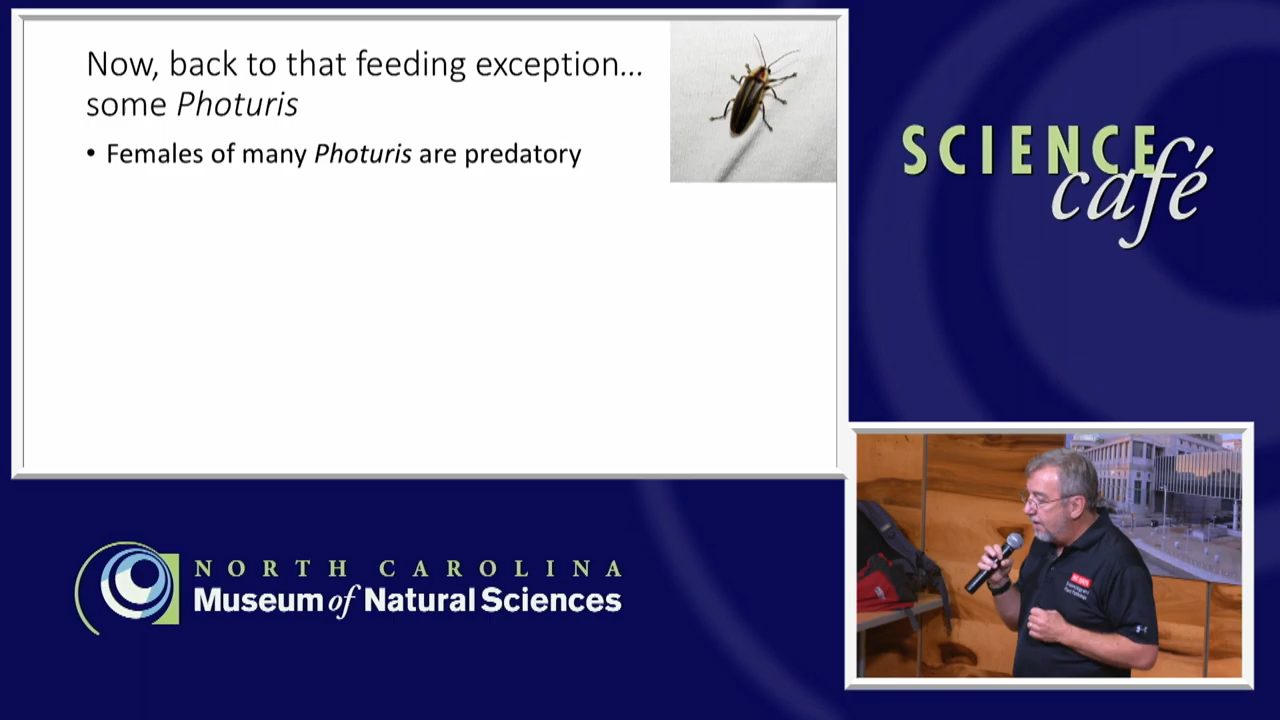 Now, back to that feeding exception...
some Photuris
• Females of many Photuris are predatory
SCIENCE
café
NORTH CAROLINA
Museum of Natural Sciences